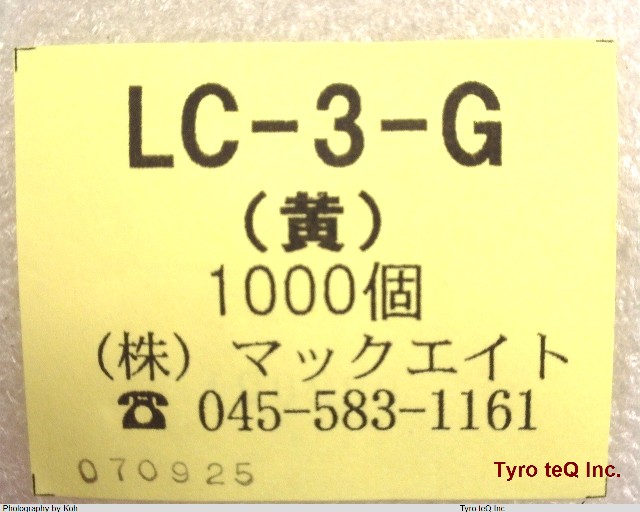 LC-3-G
(黄)
1000個
(株) マックエイト
☎ 045-583-1161
070925
Tyro teQ Inc.
Photography by Koh
Tyro teQ Inc